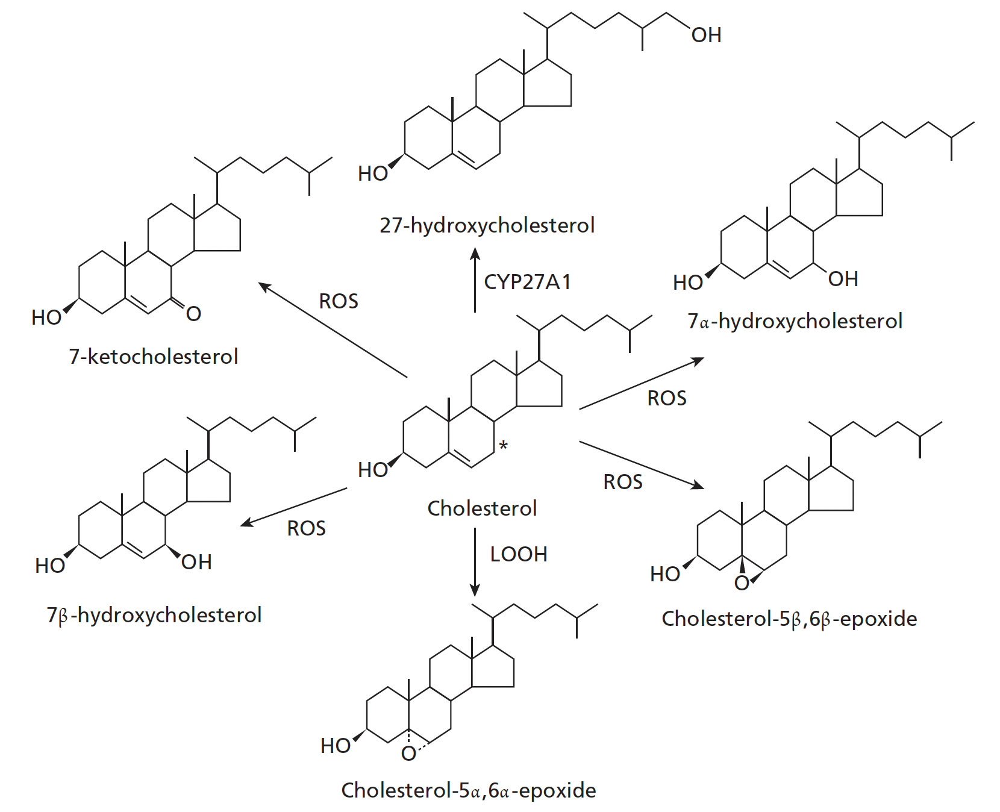 OH
HO
27-hydroxycholesterol
CYP27A1
HO
OH
7α-hydroxycholesterol
ROS
HO
O
7-ketocholesterol
ROS
*
HO
Cholesterol
ROS
HO
OH
7β-hydroxycholesterol
ROS
HO
O
Cholesterol-5β,6β-epoxide
LOOH
HO
O
Cholesterol-5α,6α-epoxide